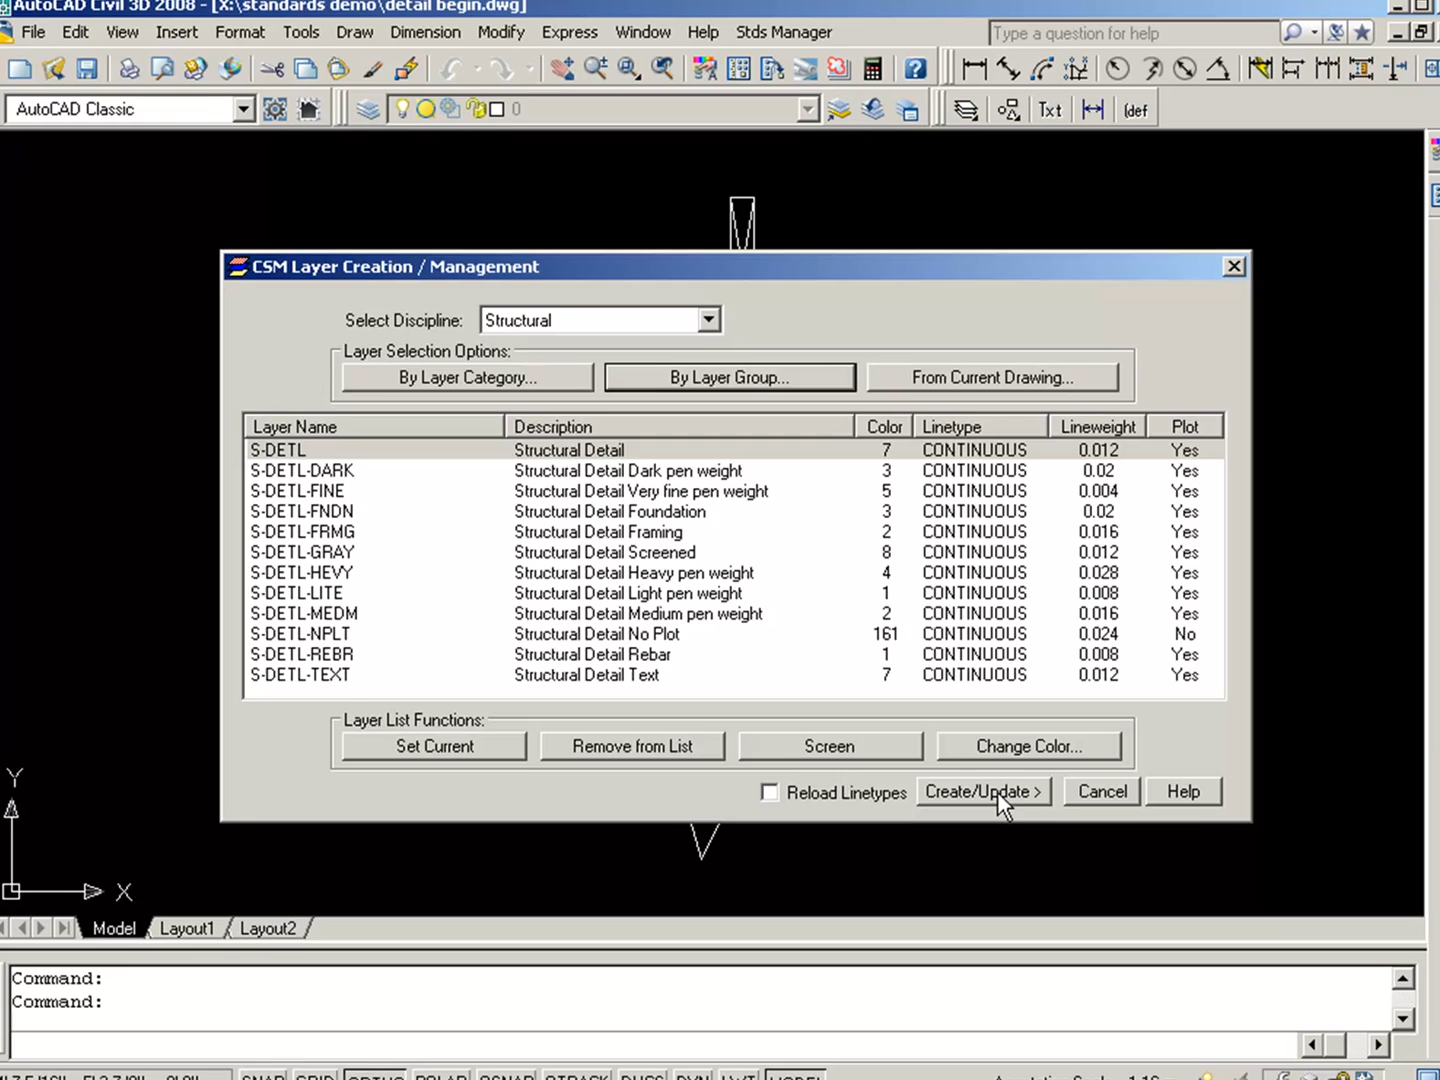 AutoCAD Civil 3D 2008 - [X:\standards demo\detail begin.dwg]
File Edit View Insert Format Tools Draw Dimension Modify Express Window Help Stds Manager
Type a question for help
AutoCAD Classic
0
Txt
(def
CSM Layer Creation / Management
Select Discipline: Structural
Layer Selection Options:
By Layer Category... By Layer Group... From Current Drawing...
Layer Name Description Color Linetype Lineweight Plot
S-DETL Structural Detail 7 CONTINUOUS 0.012 Yes
S-DETL-DARK Structural Detail Dark pen weight 3 CONTINUOUS 0.02 Yes
S-DETL-FINE Structural Detail Very fine pen weight 5 CONTINUOUS 0.004 Yes
S-DETL-FNDN Structural Detail Foundation 3 CONTINUOUS 0.02 Yes
S-DETL-FRMG Structural Detail Framing 2 CONTINUOUS 0.016 Yes
S-DETL-GRAY Structural Detail Screened 8 CONTINUOUS 0.012 Yes
S-DETL-HEVY Structural Detail Heavy pen weight 4 CONTINUOUS 0.028 Yes
S-DETL-LITE Structural Detail Light pen weight 1 CONTINUOUS 0.008 Yes
S-DETL-MEDM Structural Detail Medium pen weight 2 CONTINUOUS 0.016 Yes
S-DETL-NPLT Structural Detail No Plot 161 CONTINUOUS 0.024 No
S-DETL-REBR Structural Detail Rebar 1 CONTINUOUS 0.008 Yes
S-DETL-TEXT Structural Detail Text 7 CONTINUOUS 0.012 Yes
Layer List Functions:
Set Current Remove from List Screen Change Color...
Reload Linetypes Create/Update > Cancel Help
Y
X
Model Layout1 Layout2
Command:
Command: